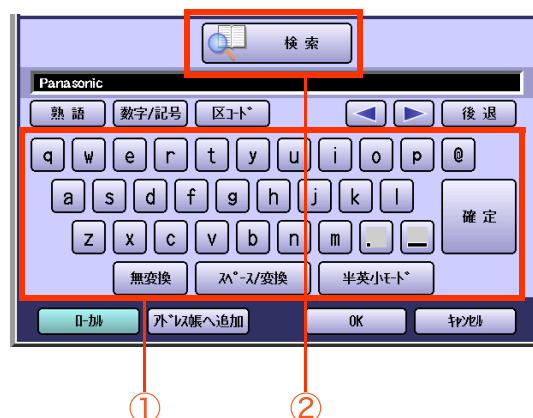 検 索
Panasonic
熟 語 数字/記号 区ｺｰﾄﾞ 後 退
q w e r t y u i o p @
a s d f g h j k l
確 定
z x c v b n m . _
無変換 ｽﾍﾟｰｽ/変換 半英小ﾓｰﾄﾞ
ﾛｰｶﾙ ｱﾄﾞﾚｽ帳へ追加 OK ｷｬﾝｾﾙ
① ②